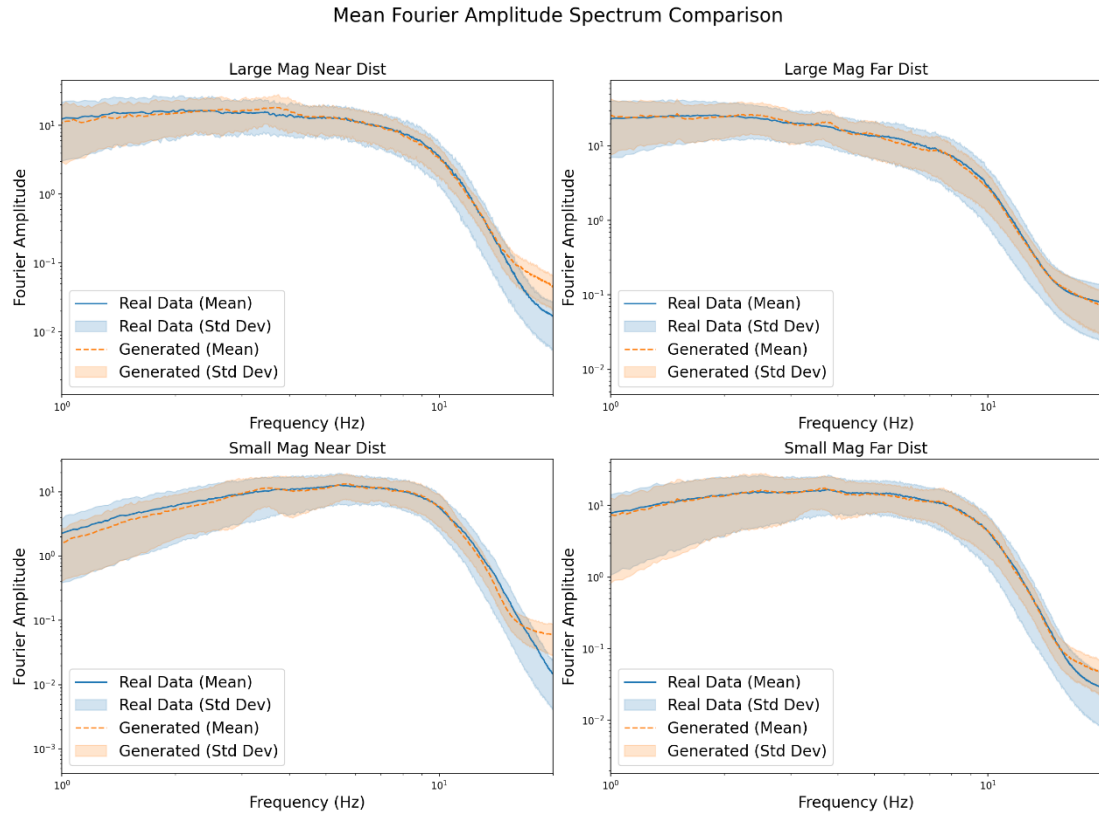 Mean Fourier Amplitude Spectrum Comparison
Large Mag Near Dist
Fourier Amplitude
10¹
10⁰
10⁻¹
10⁻²
Real Data (Mean)
Real Data (Std Dev)
Generated (Mean)
Generated (Std Dev)
10⁰
10¹
Frequency (Hz)
Large Mag Far Dist
Fourier Amplitude
10¹
10⁰
10⁻¹
10⁻²
Real Data (Mean)
Real Data (Std Dev)
Generated (Mean)
Generated (Std Dev)
10⁰
10¹
Frequency (Hz)
Small Mag Near Dist
Fourier Amplitude
10¹
10⁰
10⁻¹
10⁻²
10⁻³
Real Data (Mean)
Real Data (Std Dev)
Generated (Mean)
Generated (Std Dev)
10⁰
10¹
Frequency (Hz)
Small Mag Far Dist
Fourier Amplitude
10¹
10⁰
10⁻¹
10⁻²
Real Data (Mean)
Real Data (Std Dev)
Generated (Mean)
Generated (Std Dev)
10⁰
10¹
Frequency (Hz)